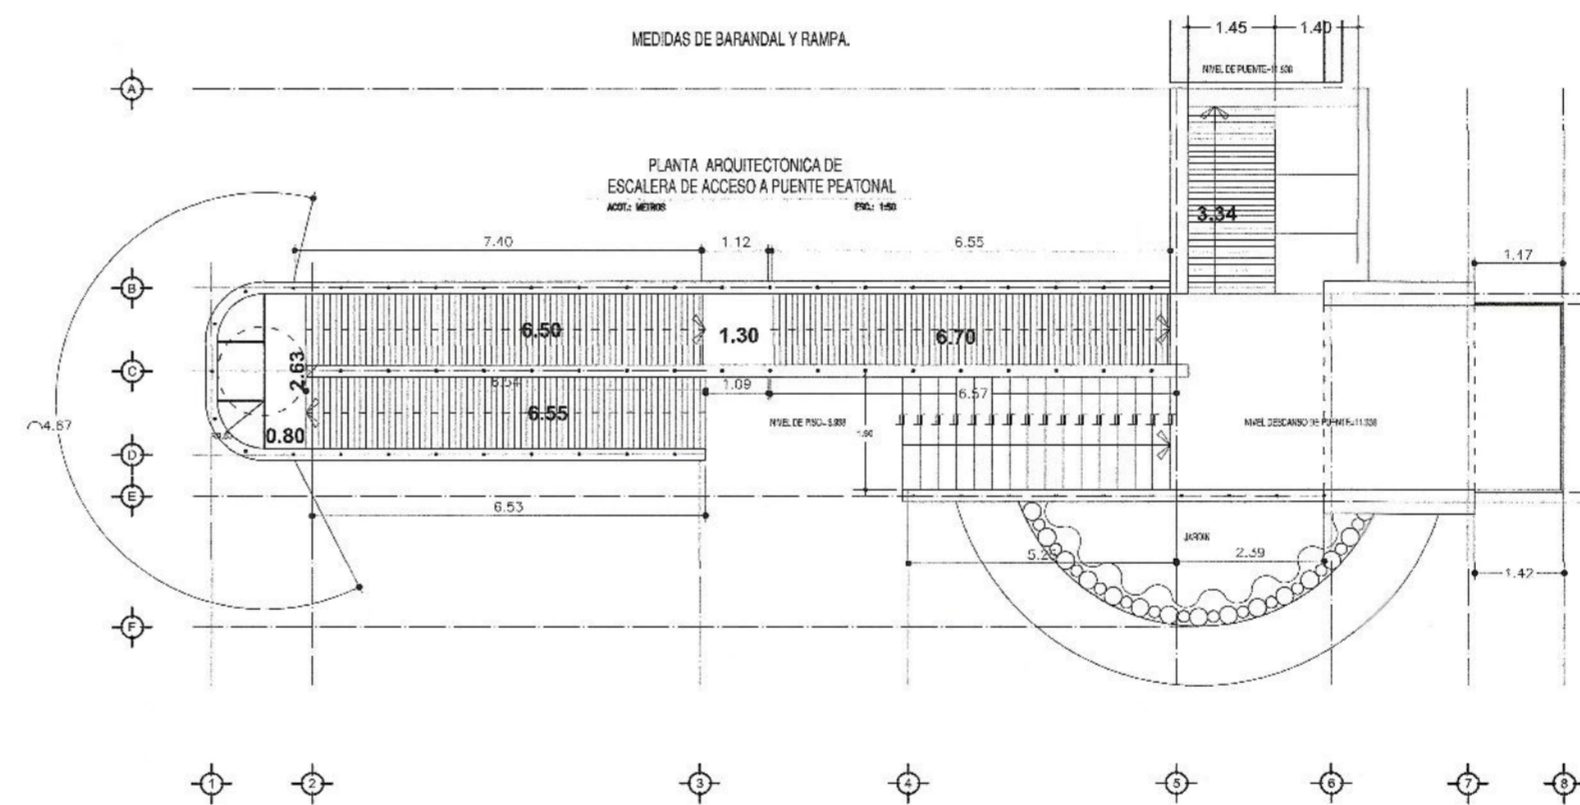 1.45
1.40
MEDIDAS DE BARANDAL Y RAMPA.
A
PLANTA ARQUITECTONICA DE
ESCALERA DE ACCESO A PUENTE PEATONAL
ACOT.: METROS
ESC.: 1:50
3.34
7.40
1.12
6.55
1.17
B
6.50
1.30
6.70
C
2.63
6.54
1.09
6.57
6.55
4.87
0.80
JARDIN
D
E
6.53
5.25
2.39
1.42
F
1
2
3
4
5
6
7
8